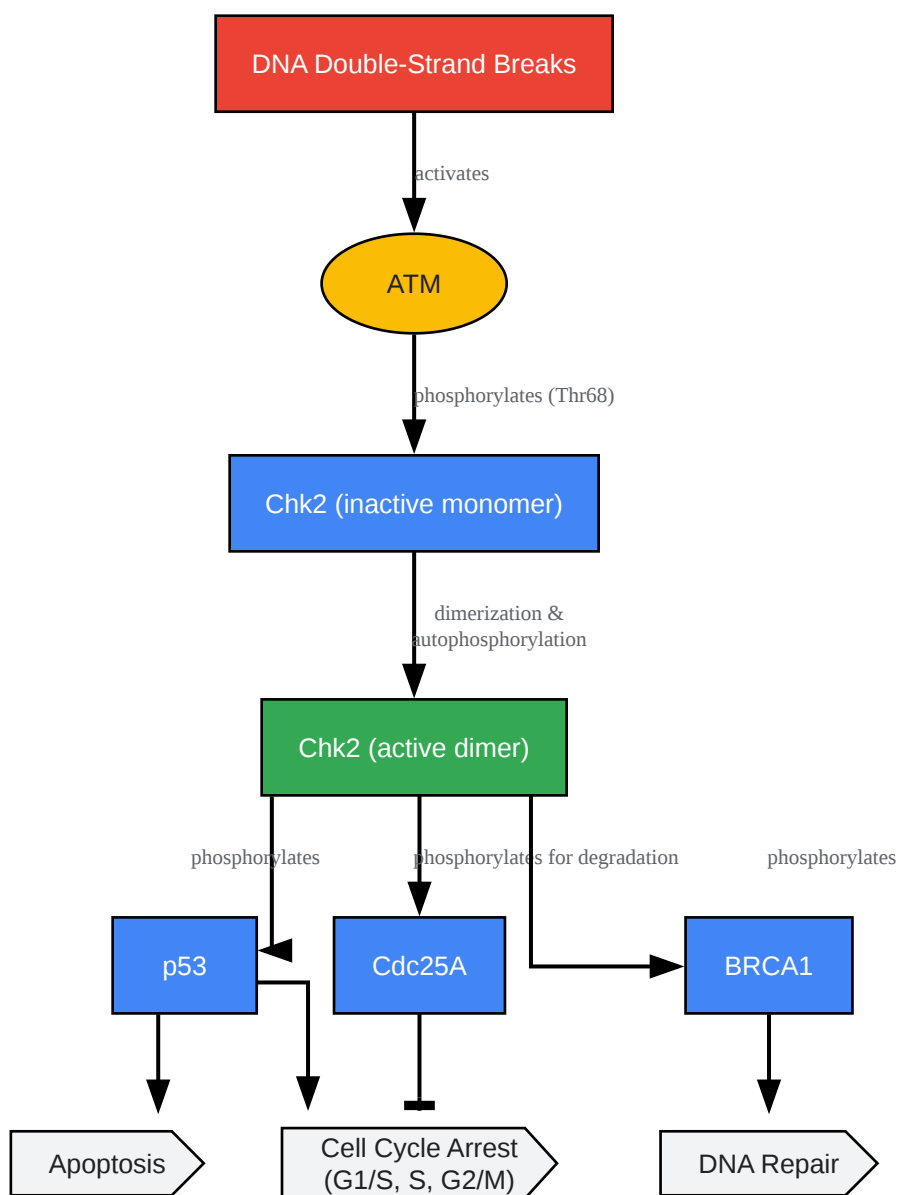 DNA Double-Strand Breaks
activates
ATM
phosphorylates (Thr68)
Chk2 (inactive monomer)
dimerization &
autophosphorylation
Chk2 (active dimer)
phosphorylates
phosphorylates for degradation
phosphorylates
p53
Cdc25A
BRCA1
Apoptosis
Cell Cycle Arrest
(G1/S, S, G2/M)
DNA Repair